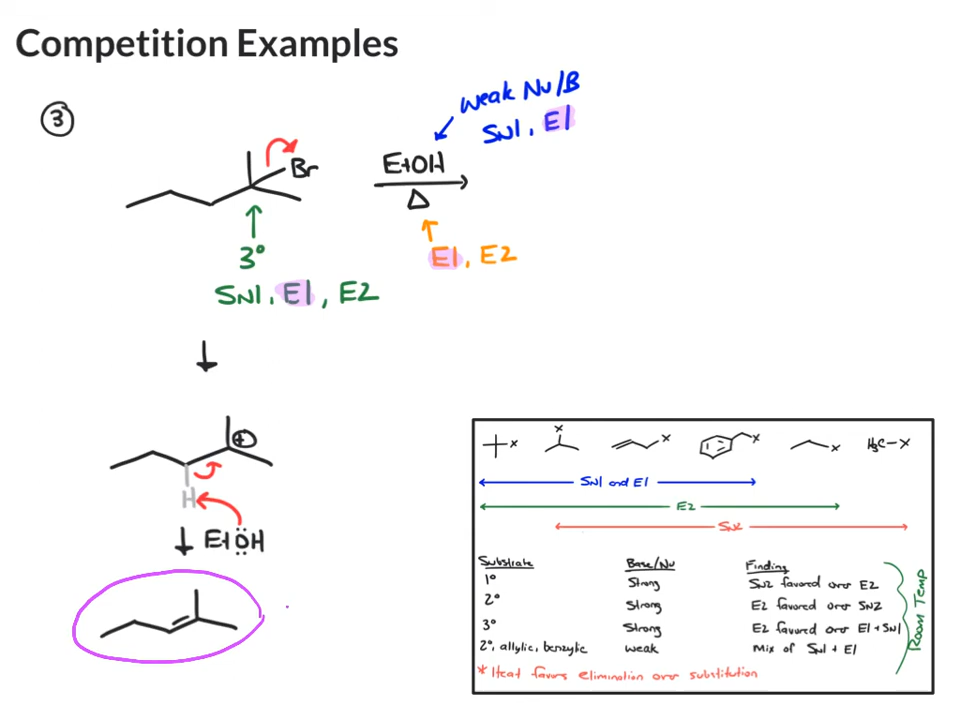 Competition Examples
③
weak Nu/B
SN1, E1
Br
EtOH
Δ
3°
E1, E2
SN1, E1, E2
+
H
EtÖH
x x x x x H₃C-X
SN1 and E1
E2
SN2
Substrate Base/Nu Finding
1° Strong SN2 favored over E2
2° Strong E2 favored over SN2
3° Strong E2 favored over E1 + SN1
2°, allylic, benzylic weak Mix of SN1 + E1
* Heat favors elimination over substitution
Room Temp